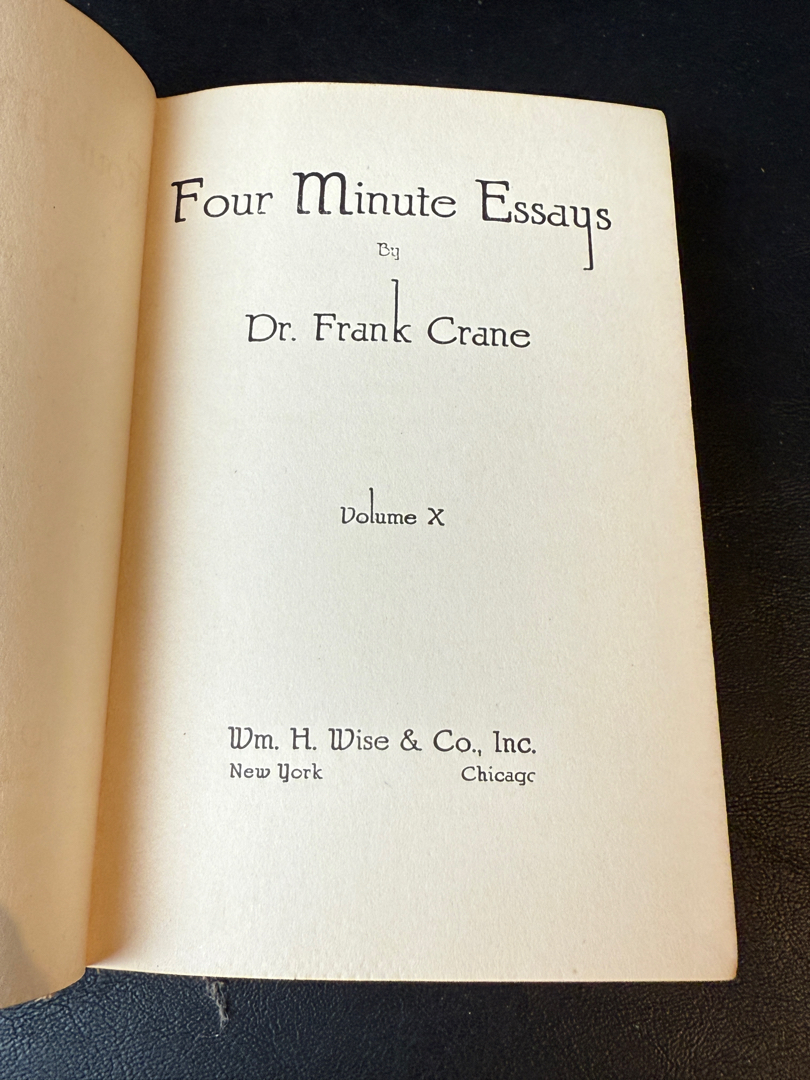 Four Minute Essays
By
Dr. Frank Crane
Volume X
Wm. H. Wise & Co., Inc.
New York Chicago